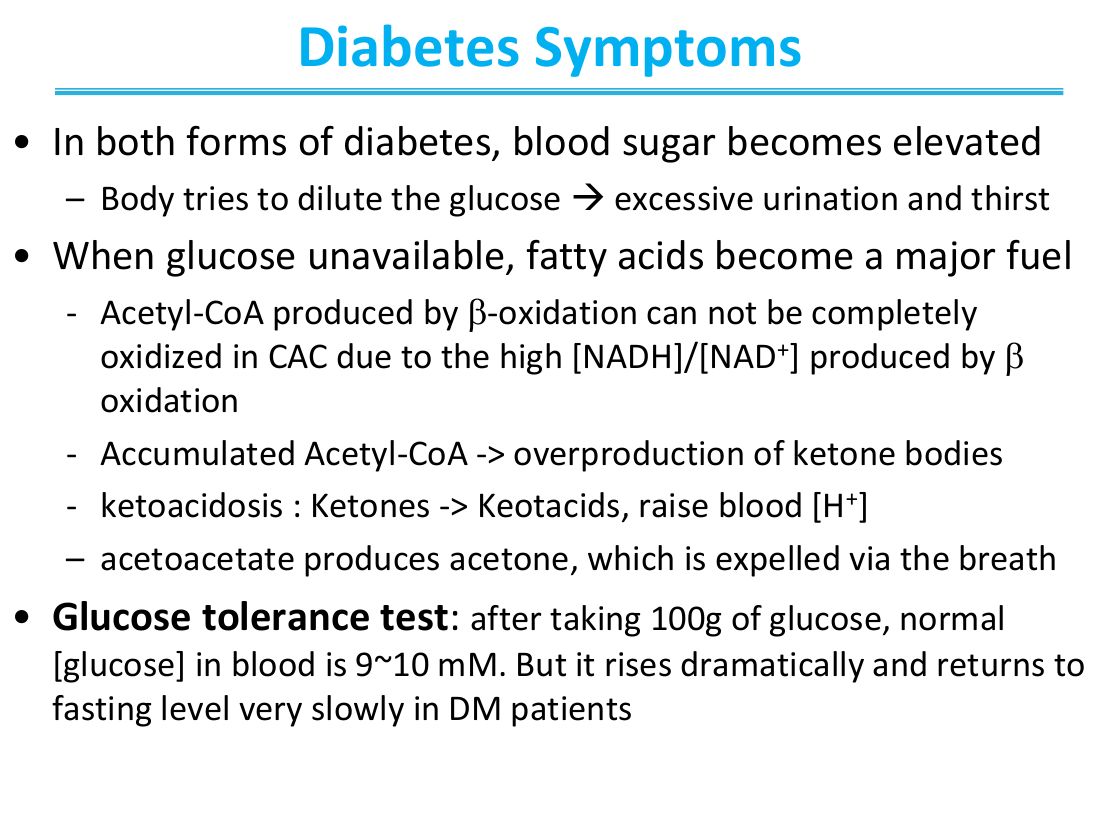 Diabetes Symptoms
• In both forms of diabetes, blood sugar becomes elevated
– Body tries to dilute the glucose → excessive urination and thirst
• When glucose unavailable, fatty acids become a major fuel
- Acetyl-CoA produced by β-oxidation can not be completely
oxidized in CAC due to the high [NADH]/[NAD⁺] produced by β
oxidation
- Accumulated Acetyl-CoA -> overproduction of ketone bodies
- ketoacidosis : Ketones -> Keotacids, raise blood [H⁺]
– acetoacetate produces acetone, which is expelled via the breath
• Glucose tolerance test: after taking 100g of glucose, normal
[glucose] in blood is 9~10 mM. But it rises dramatically and returns to
fasting level very slowly in DM patients